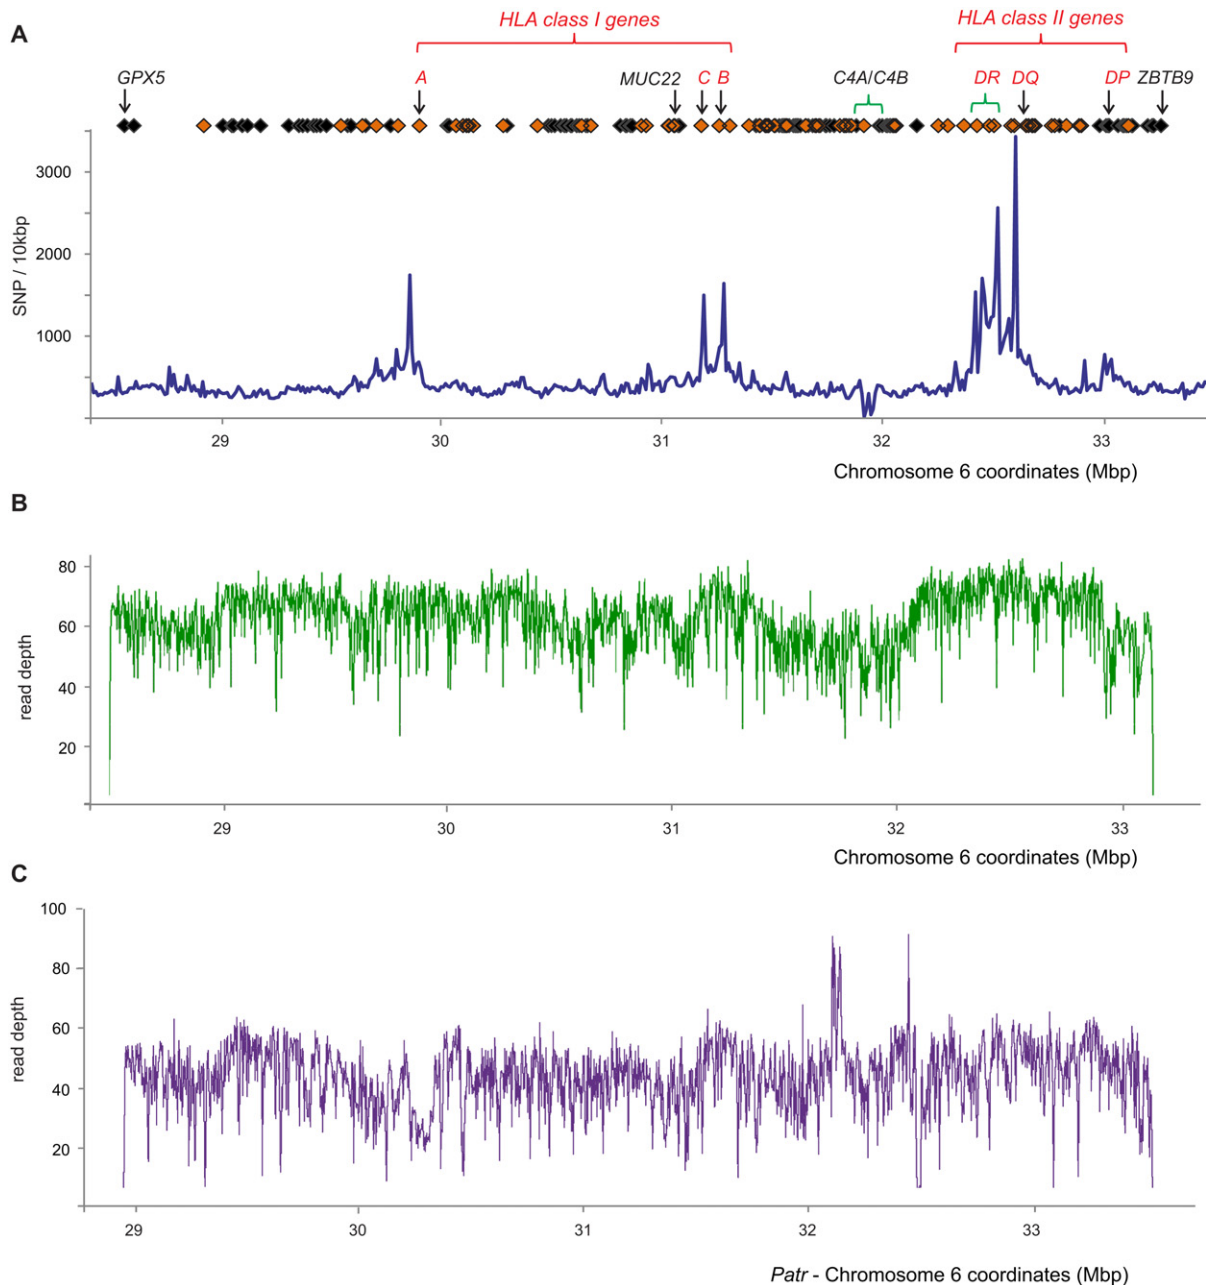 A
HLA class I genes
HLA class II genes
GPX5
A
MUC22
C
B
C4A/C4B
DR
DQ
DP
ZBTB9
3000
2000
1000
SNP / 10kbp
29
30
31
32
33
Chromosome 6 coordinates (Mbp)
B
80
60
40
20
read depth
29
30
31
32
33
Chromosome 6 coordinates (Mbp)
C
100
80
60
40
20
read depth
29
30
31
32
33
Patr - Chromosome 6 coordinates (Mbp)